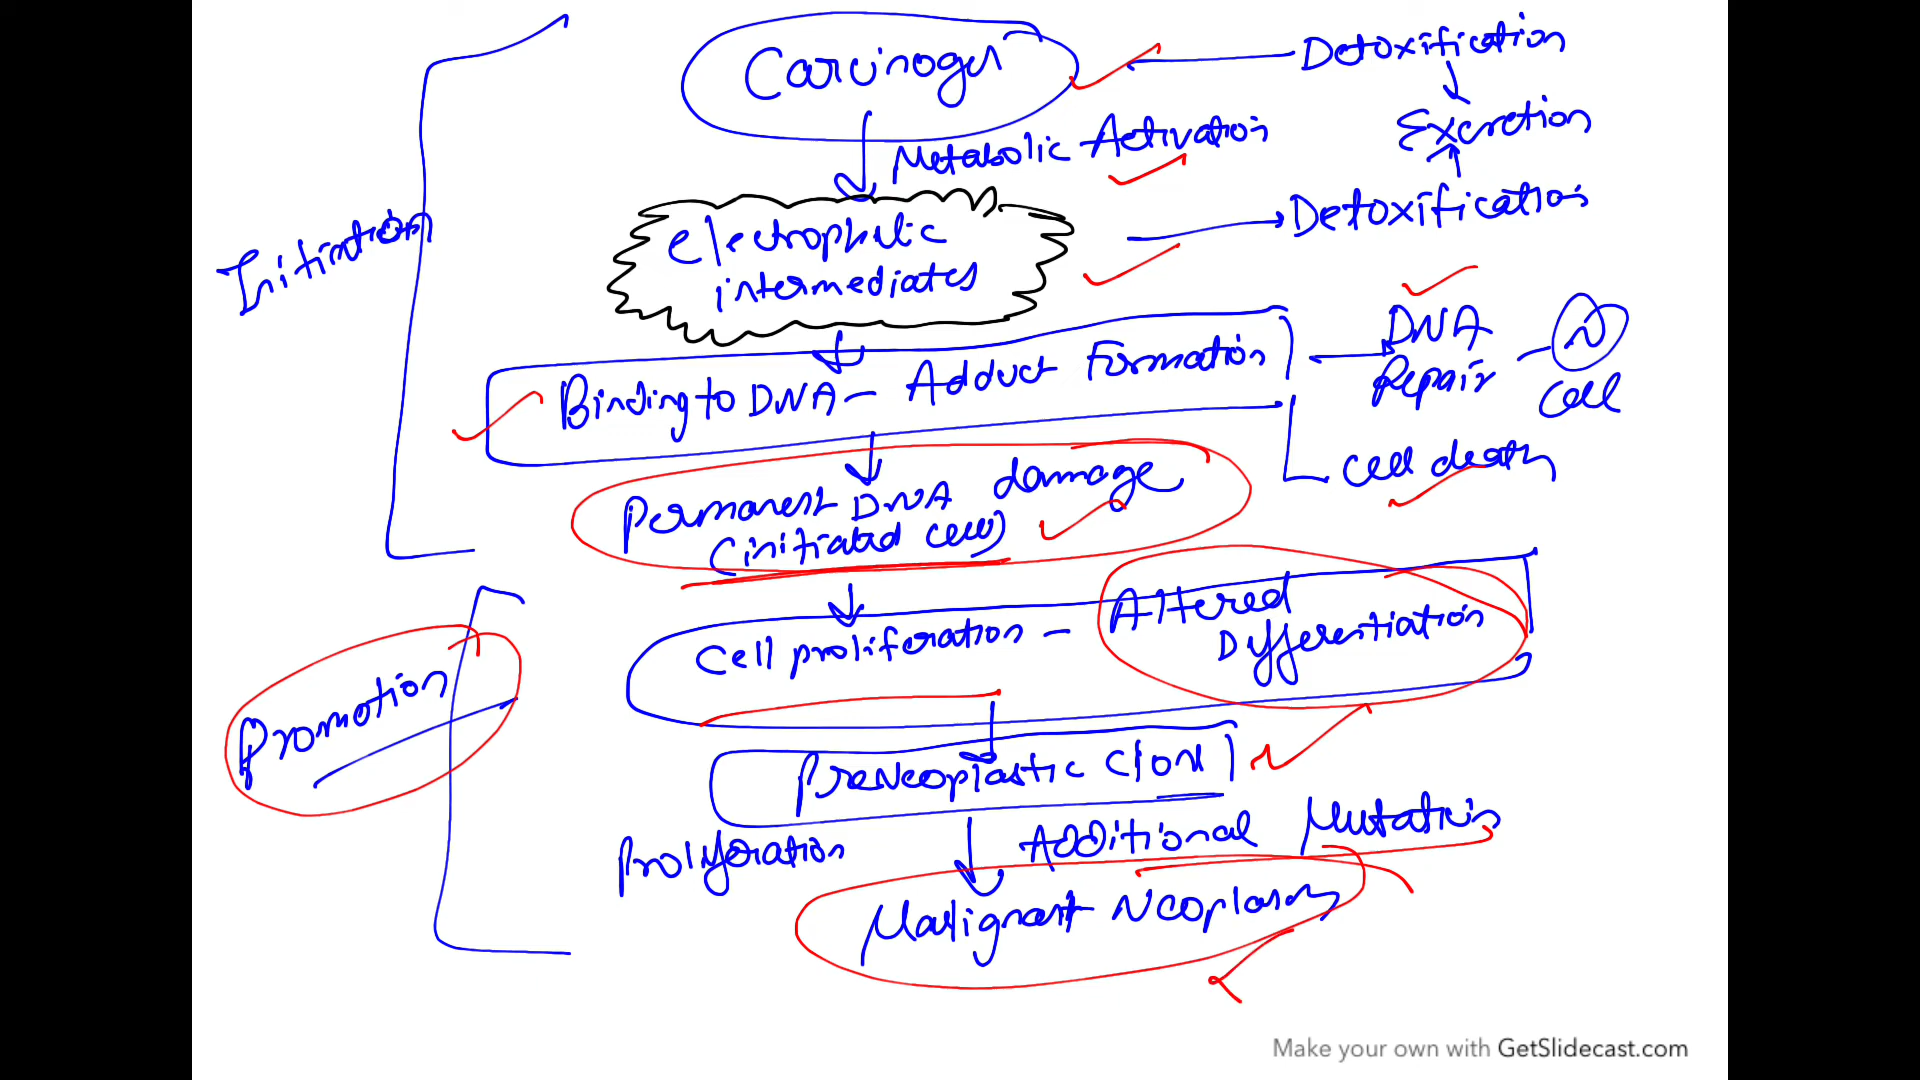 Carcinogen
Detoxification
Excretion
Metabolic Activation
Detoxification
Electrophilic
intermediates
Initiation
Binding to DNA - Adduct Formation
DNA
Repair - N
Cell
Cell death
Permanent DNA damage
(initiated cells)
Cell proliferation - Altered
Differentiation
Promotion
Preneoplastic Clone
Proliferation
Additional Mutations
Malignant Neoplasm
Make your own with GetSlidecast.com